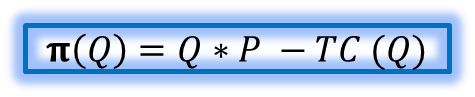 π(Q) = Q * P − TC (Q)